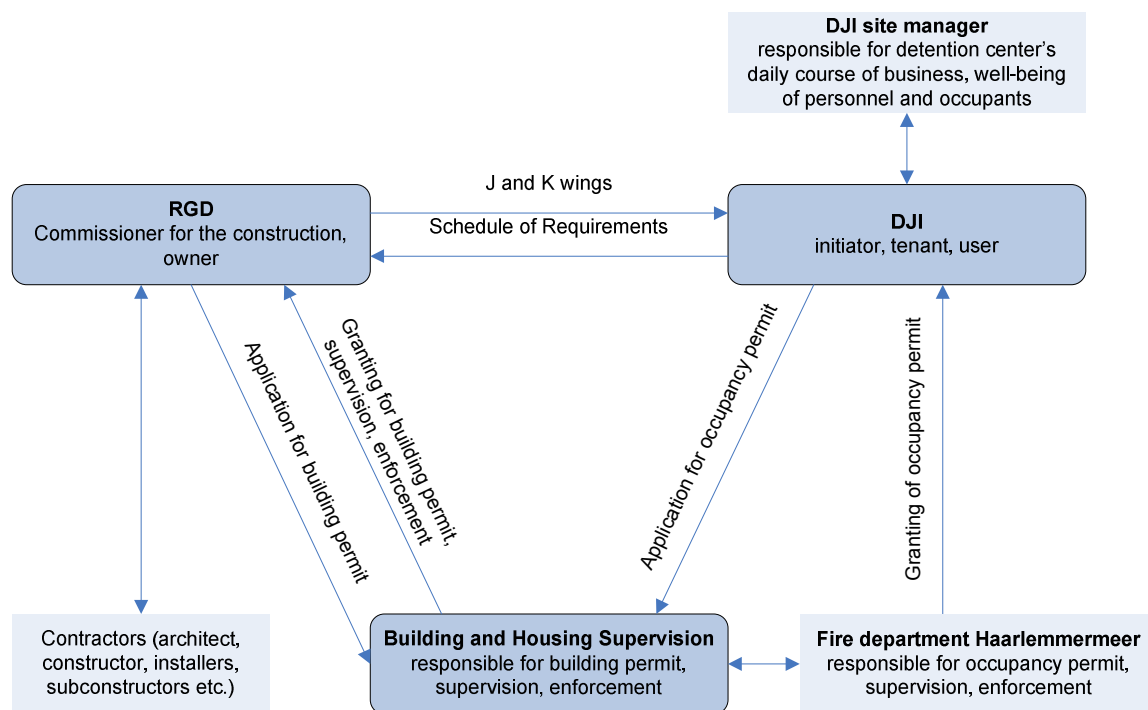 DJI site manager
responsible for detention center's
daily course of business, well-being
of personnel and occupants
J and K wings
RGD
Commissioner for the construction,
owner
Schedule of Requirements
DJI
initiator, tenant, user
Application for building permit
Granting for building permit,
supervision, enforcement
Application for occupancy permit
Granting of occupancy permit
Contractors (architect,
constructor, installers,
subconstructors etc.)
Building and Housing Supervision
responsible for building permit,
supervision, enforcement
Fire department Haarlemmermeer
responsible for occupancy permit,
supervision, enforcement